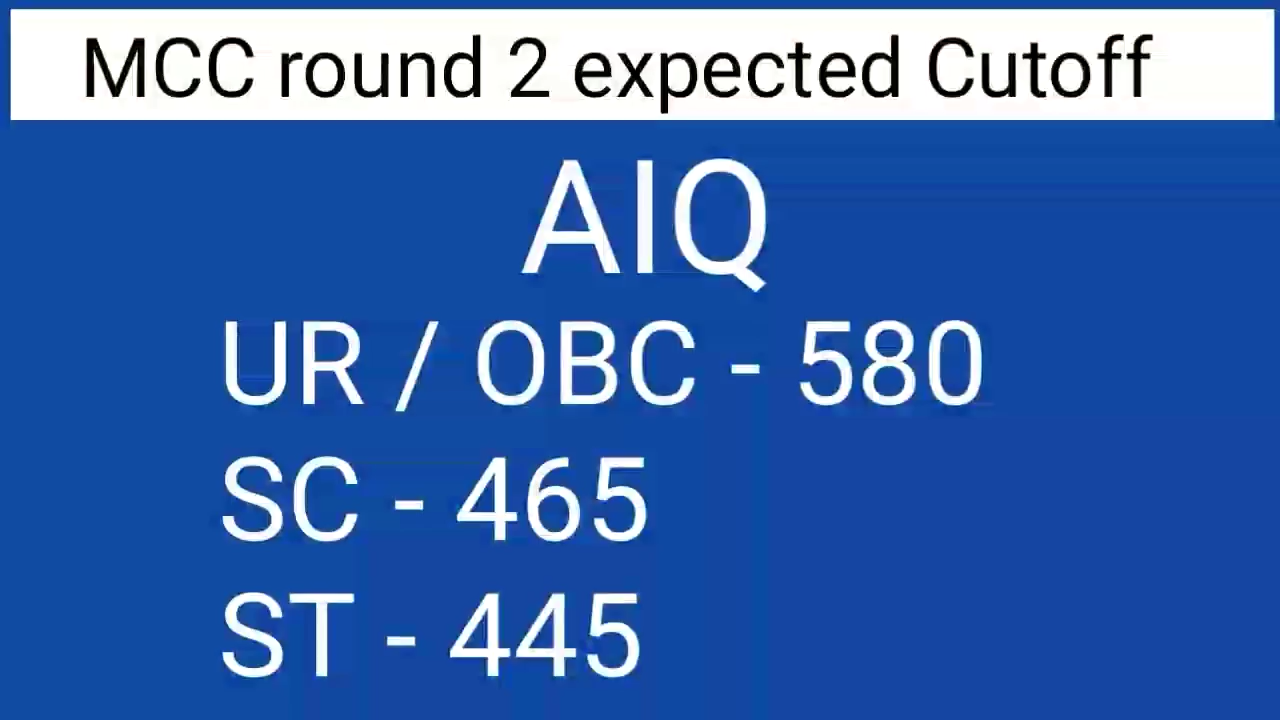 MCC round 2 expected Cutoff
AIQ
UR / OBC - 580
SC - 465
ST - 445